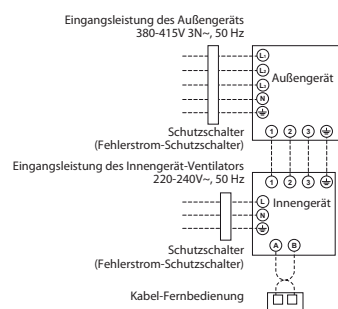 Eingangsleistung des Außengeräts
380-415V 3N~, 50 Hz
L₁
L₂
Außengerät
L₃
N
1 2 3
Schutzschalter
(Fehlerstrom-Schutzschalter)
Eingangsleistung des Innengerät-Ventilators
220-240V~, 50 Hz
1 2 3
L
Innengerät
N
A B
Schutzschalter
(Fehlerstrom-Schutzschalter)
Kabel-Fernbedienung